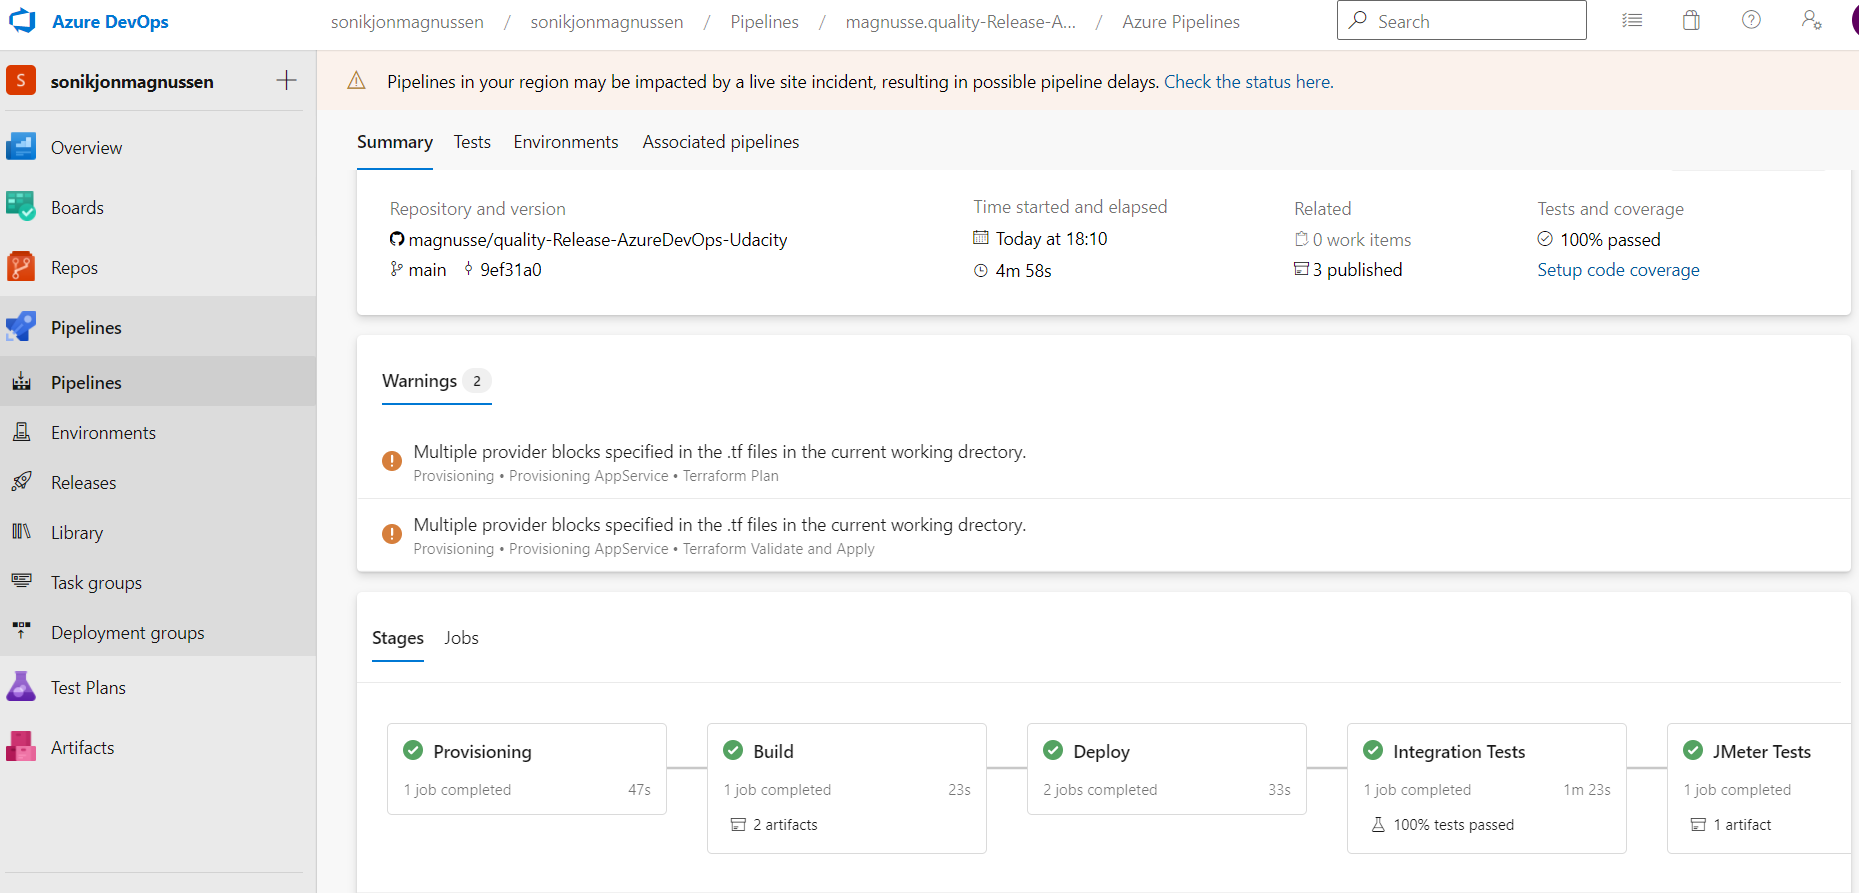 Azure DevOps
sonikjonmagnussen / sonikjonmagnussen / Pipelines / magnusse.quality-Release-A... / Azure Pipelines
Search
S sonikjonmagnussen
Overview
Boards
Repos
Pipelines
Pipelines
Environments
Releases
Library
Task groups
Deployment groups
Test Plans
Artifacts
Pipelines in your region may be impacted by a live site incident, resulting in possible pipeline delays. Check the status here.
Summary Tests Environments Associated pipelines
Repository and version
magnusse/quality-Release-AzureDevOps-Udacity
main 9ef31a0
Time started and elapsed
Today at 18:10
4m 58s
Related
0 work items
3 published
Tests and coverage
100% passed
Setup code coverage
Warnings 2
Multiple provider blocks specified in the .tf files in the current working drectory.
Provisioning • Provisioning AppService • Terraform Plan
Multiple provider blocks specified in the .tf files in the current working drectory.
Provisioning • Provisioning AppService • Terraform Validate and Apply
Stages Jobs
Provisioning
1 job completed 47s
Build
1 job completed 23s
2 artifacts
Deploy
2 jobs completed 33s
Integration Tests
1 job completed 1m 23s
100% tests passed
JMeter Tests
1 job completed
1 artifact